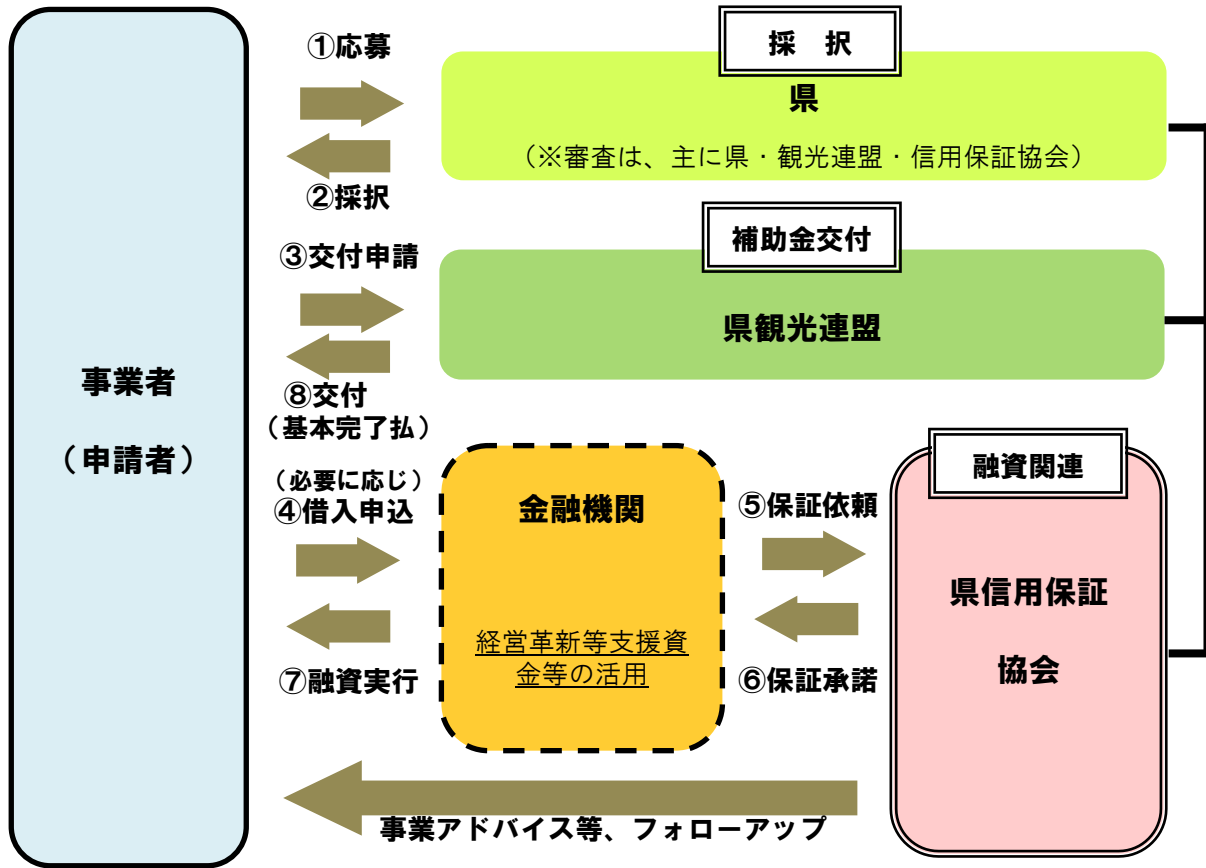 事業者
（申請者）
①応募
②採択
採　択
県
（※審査は、主に県・観光連盟・信用保証協会）
③交付申請
⑧交付
（基本完了払）
補助金交付
県観光連盟
（必要に応じ）
④借入申込
⑦融資実行
金融機関
経営革新等支援資
金等の活用
⑤保証依頼
⑥保証承諾
融資関連
県信用保証
協会
事業アドバイス等、フォローアップ